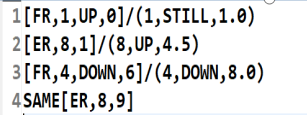 1[FR,1,UP,0]/(1,STILL,1.0)
2[ER,8,1]/(8,UP,4.5)
3[FR,4,DOWN,6]/(4,DOWN,8.0)
4SAME[ER,8,9]